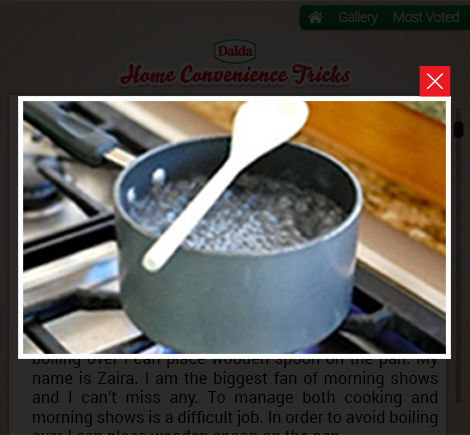 Gallery Most Voted
Dalda
Home Convenience Tricks
boiling over I can place wooden spoon on the pan. My
name is Zaira. I am the biggest fan of morning shows
and I can't miss any. To manage both cooking and
morning shows is a difficult job. In order to avoid boiling
over I can place wooden spoon on the pan.